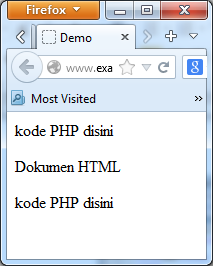 Firefox
Demo
www.exa
Most Visited
kode PHP disini
Dokumen HTML
kode PHP disini